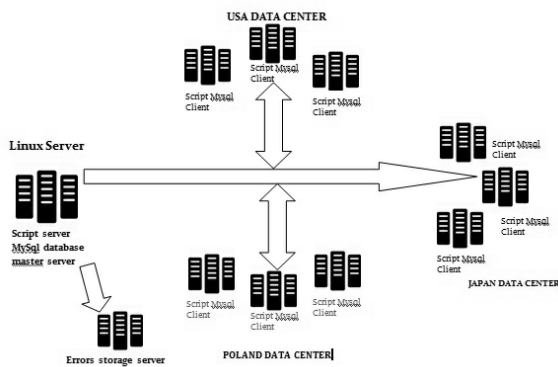 USA DATA CENTER
Script Mysql
Client
Script Mysql
Client
Script Mysql
Client
Linux Server
Script server
MySql database
master server
Script Mysql
Client
Script Mysql
Client
Script Mysql
Client
JAPAN DATA CENTER
Script Mysql
Client
Script Mysql
Client
Script Mysql
Client
POLAND DATA CENTER
Errors storage server